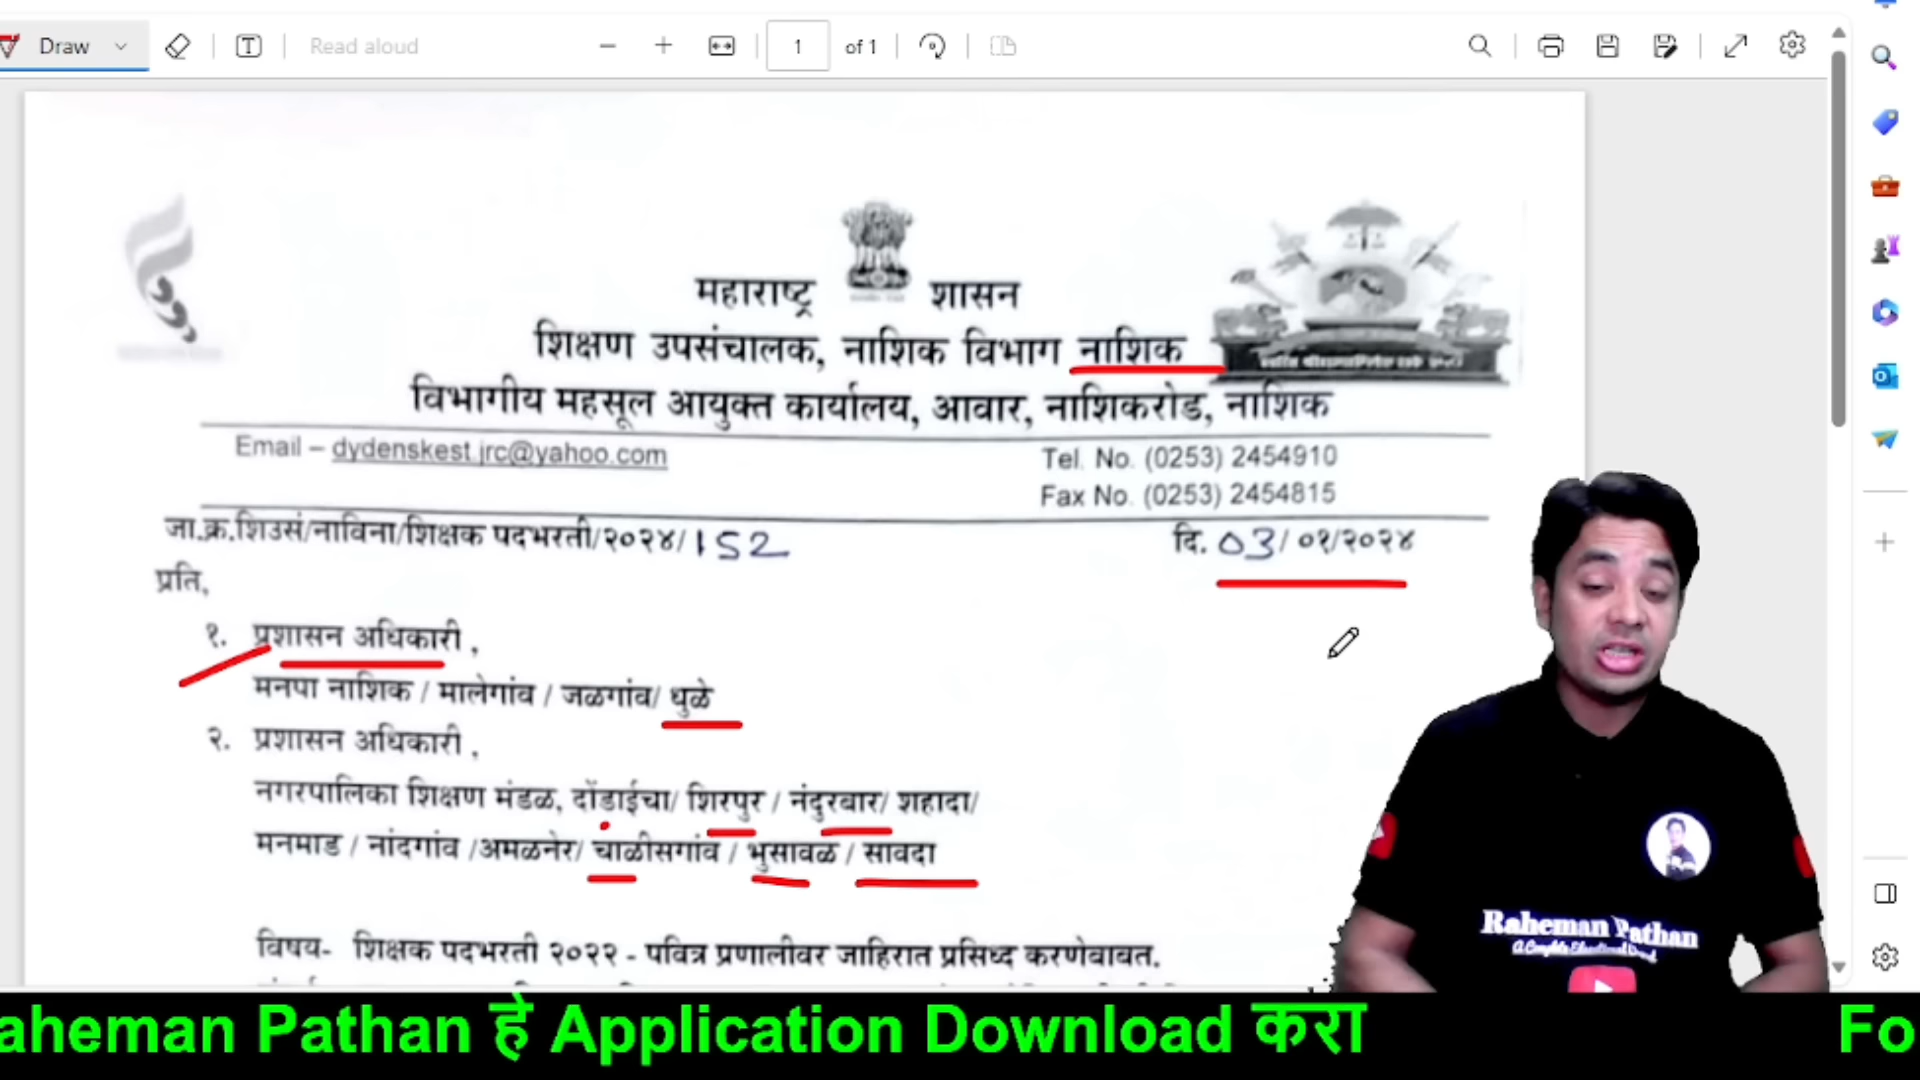 Draw
Read aloud
1 of 1
महाराष्ट्र शासन
शिक्षण उपसंचालक, नाशिक विभाग नाशिक
विभागीय महसूल आयुक्त कार्यालय, आवार, नाशिकरोड, नाशिक
Email – dydenskest.jrc@yahoo.com
Tel. No. (0253) 2454910
Fax No. (0253) 2454815
जा.क्र.शिउसं/नाविना/शिक्षक पदभरती/२०२४/152
दि. 03/ ०१/२०२४
प्रति,
१. प्रशासन अधिकारी ,
मनपा नाशिक / मालेगांव / जळगांव/ धुळे
२. प्रशासन अधिकारी ,
नगरपालिका शिक्षण मंडळ, दोंडाईचा/ शिरपुर / नंदुरबार/ शहादा/
मनमाड / नांदगांव /अमळनेर/ चाळीसगांव / भुसावळ / सावदा
विषय- शिक्षक पदभरती २०२२ - पवित्र प्रणालीवर जाहिरात प्रसिध्द करणेबाबत.
Raheman Pathan
aheman Pathan हे Application Download करा
Fo